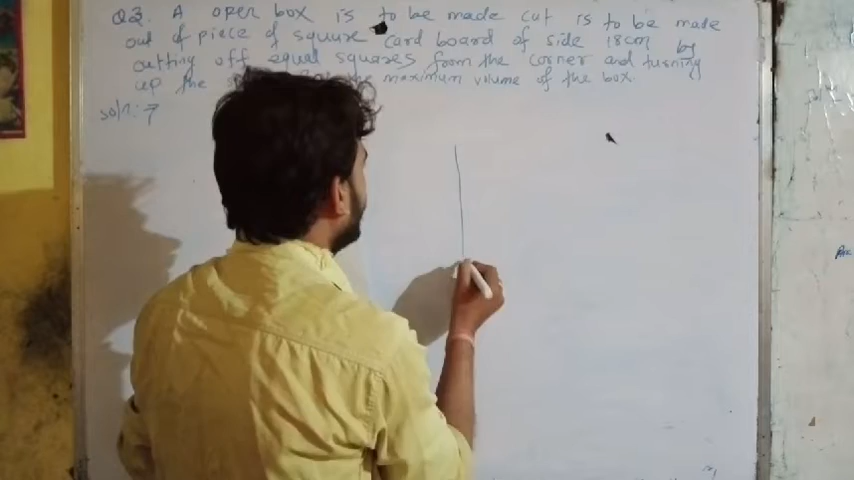 Q2. A open box is to be made cut is to be made
out of piece of square card board of side 18cm by
cutting off equal squares from the corner and turning
up the maximum volume of the box.
soln:-7